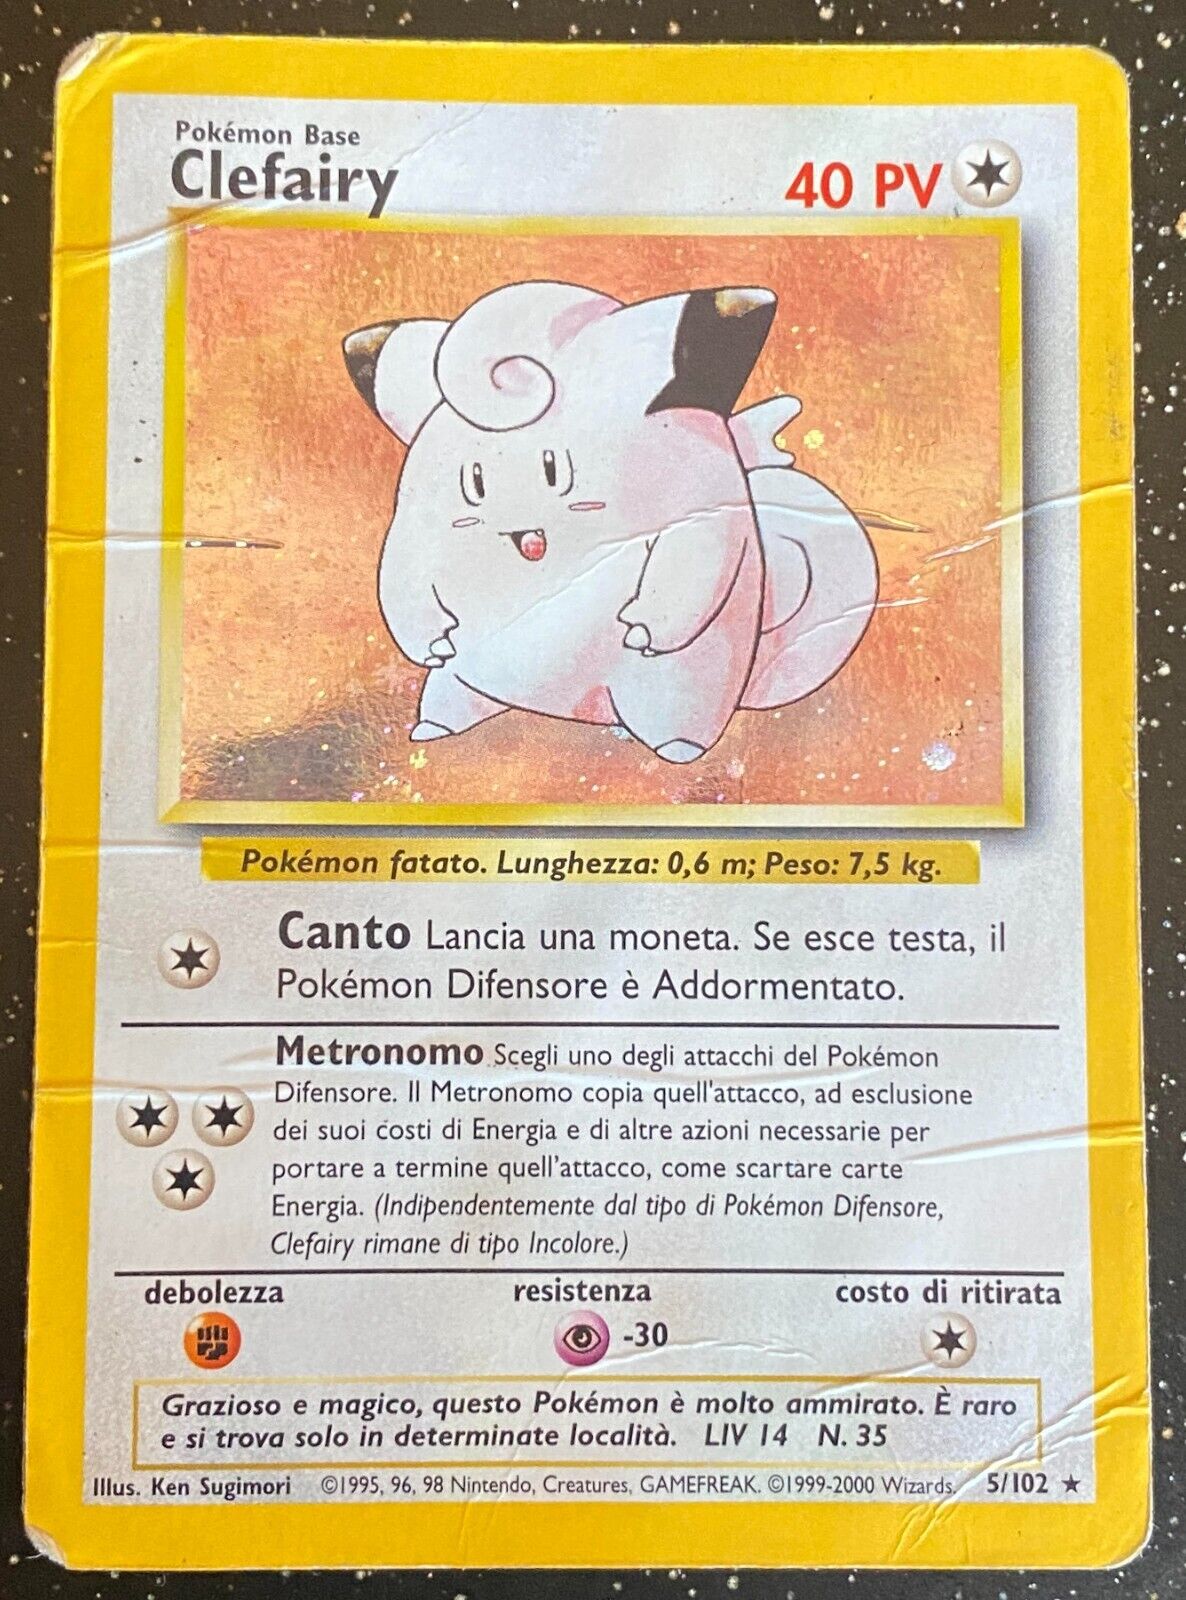 Pokémon Base
Clefairy
40 PV
Pokémon fatato. Lunghezza: 0,6 m; Peso: 7,5 kg.
Canto Lancia una moneta. Se esce testa, il
Pokémon Difensore è Addormentato.
Metronomo Scegli uno degli attacchi del Pokémon
Difensore. Il Metronomo copia quell'attacco, ad esclusione
dei suoi costi di Energia e di altre azioni necessarie per
portare a termine quell'attacco, come scartare carte
Energia. (Indipendentemente dal tipo di Pokémon Difensore,
Clefairy rimane di tipo Incolore.)
debolezza resistenza costo di ritirata
-30
Grazioso e magico, questo Pokémon è molto ammirato. È raro
e si trova solo in determinate località. LIV 14 N. 35
Illus. Ken Sugimori ©1995, 96, 98 Nintendo, Creatures, GAMEFREAK. ©1999-2000 Wizards. 5/102 ★